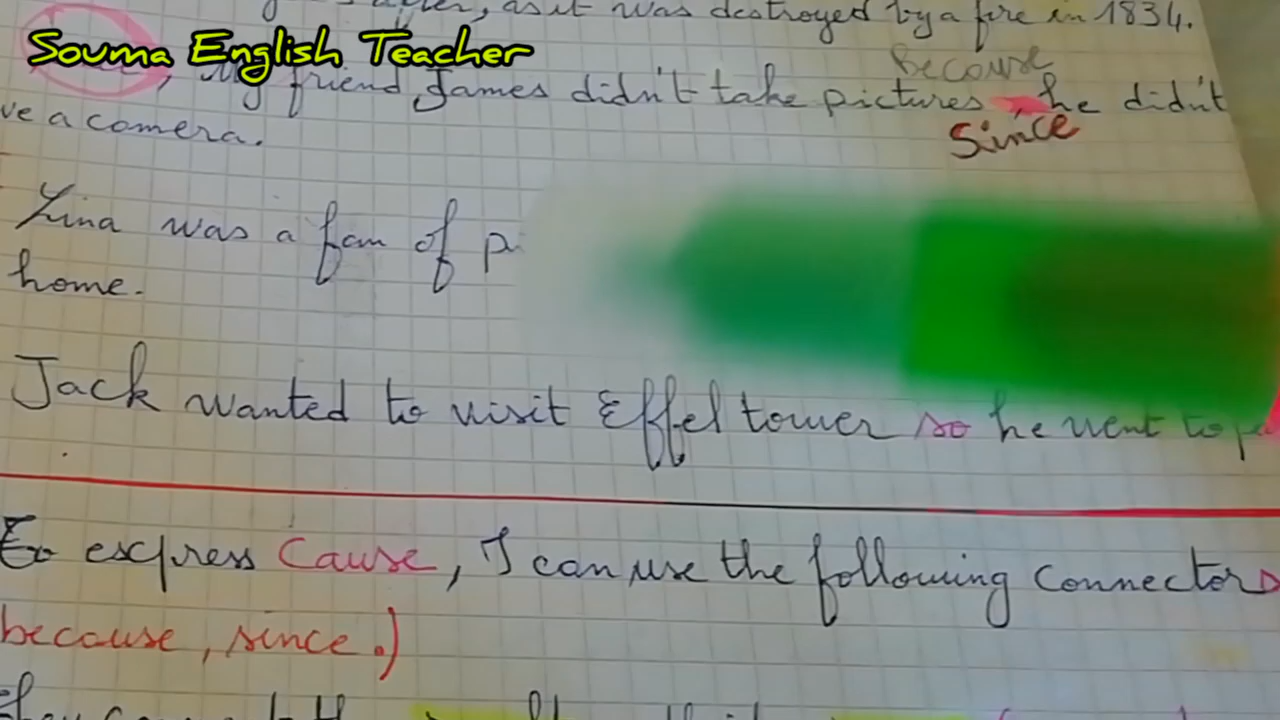 as it was destroyed by a fire in 1834.
Souma English Teacher
because
, my friend James didn't take pictures, he didn't
Since
ve a camera.
Lina was a fan of
home.
Jack wanted to visit Effel tower so he went to
To express Cause, I can use the following connectors
because, since.)